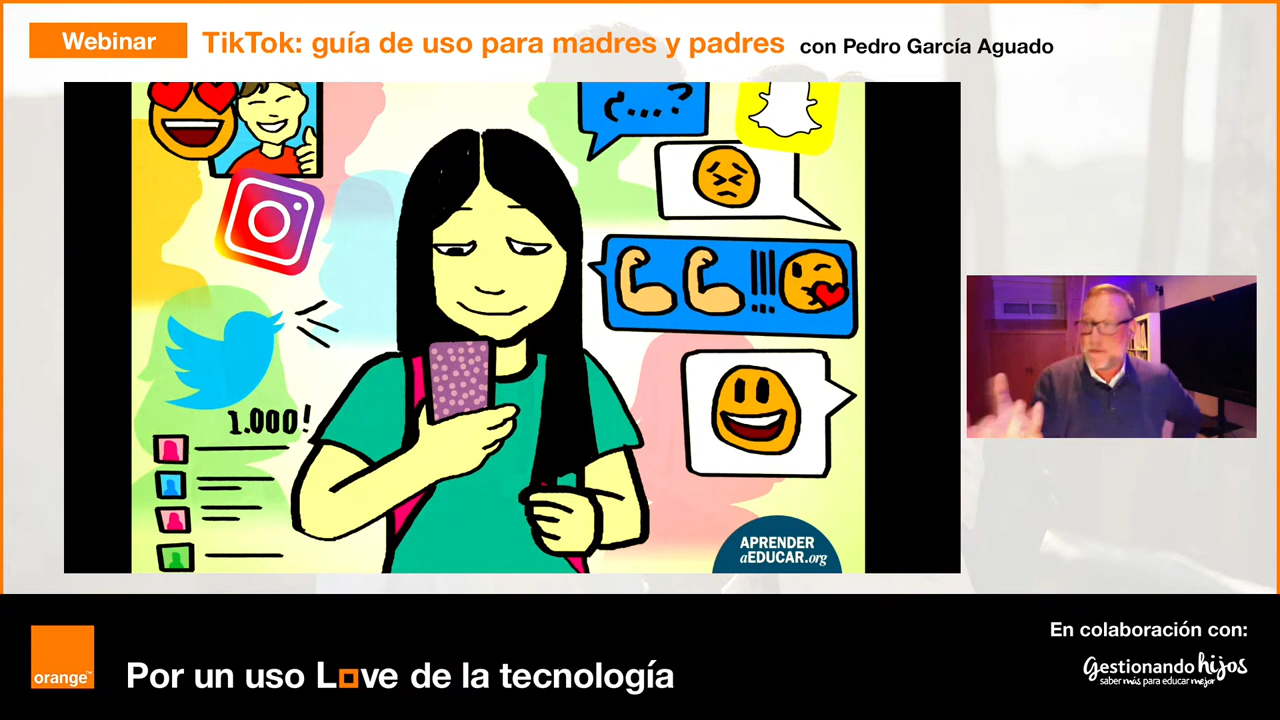 Webinar
TikTok: guía de uso para madres y padres
con Pedro García Aguado
¿...?
!!!
1.000!
APRENDER
aEDUCAR.org
En colaboración con:
orange™
Por un uso Love de la tecnología
Gestionando hijos
saber más para educar mejor